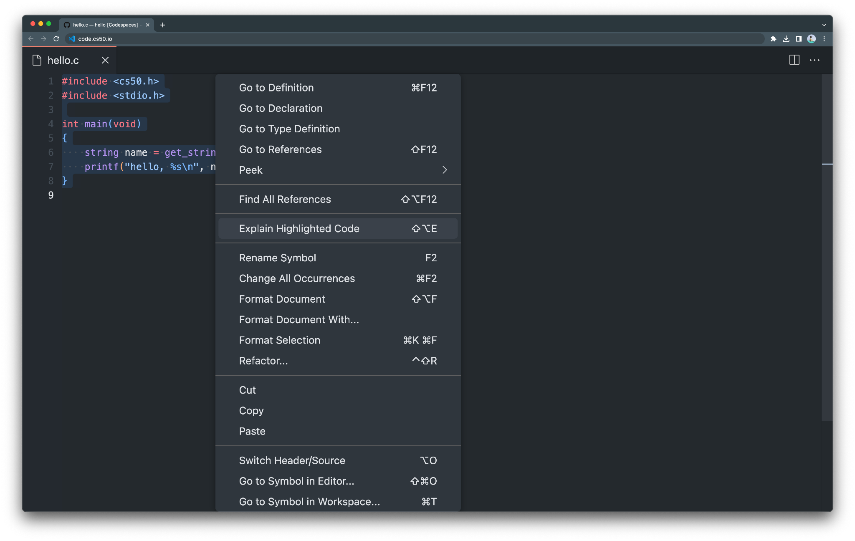 hello.c — hello [Codespaces]
code.cs50.io
hello.c
1 #include <cs50.h>
2 #include <stdio.h>
3
4 int main(void)
5 {
6 string name = get_strin
7 printf("hello, %s\n", n
8 }
9
Go to Definition ⌘F12
Go to Declaration
Go to Type Definition
Go to References ⇧F12
Peek
Find All References ⇧⌥F12
Explain Highlighted Code ⇧⌥E
Rename Symbol F2
Change All Occurrences ⌘F2
Format Document ⇧⌥F
Format Document With...
Format Selection ⌘K ⌘F
Refactor... ^⇧R
Cut
Copy
Paste
Switch Header/Source ⌥O
Go to Symbol in Editor... ⇧⌘O
Go to Symbol in Workspace... ⌘T